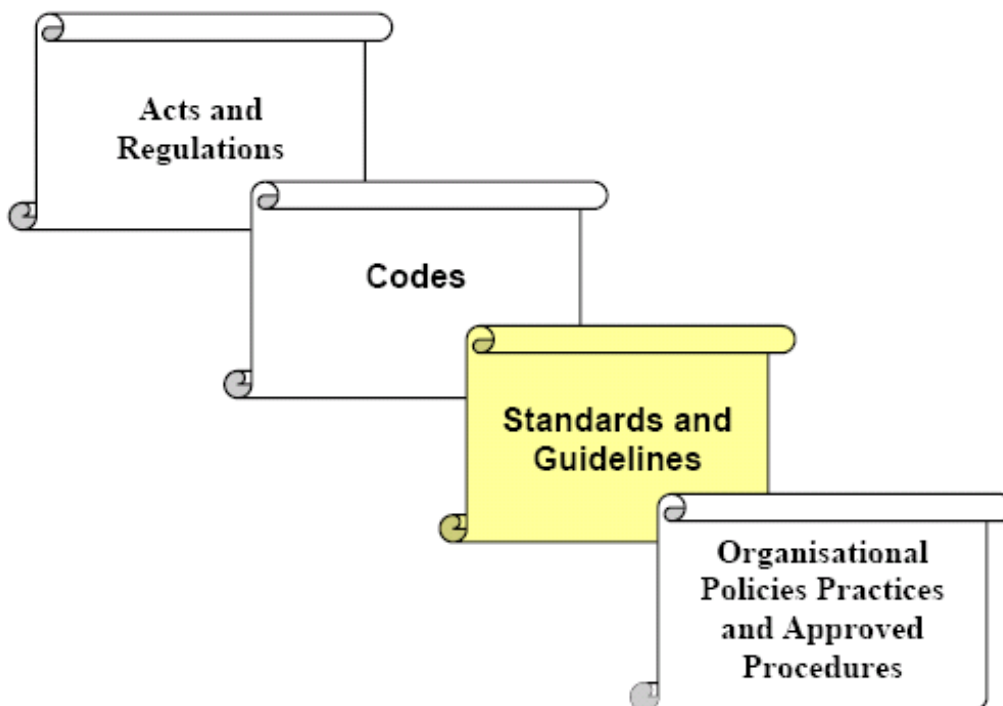 Acts and
Regulations
Codes
Standards and
Guidelines
Organisational
Policies Practices
and Approved
Procedures